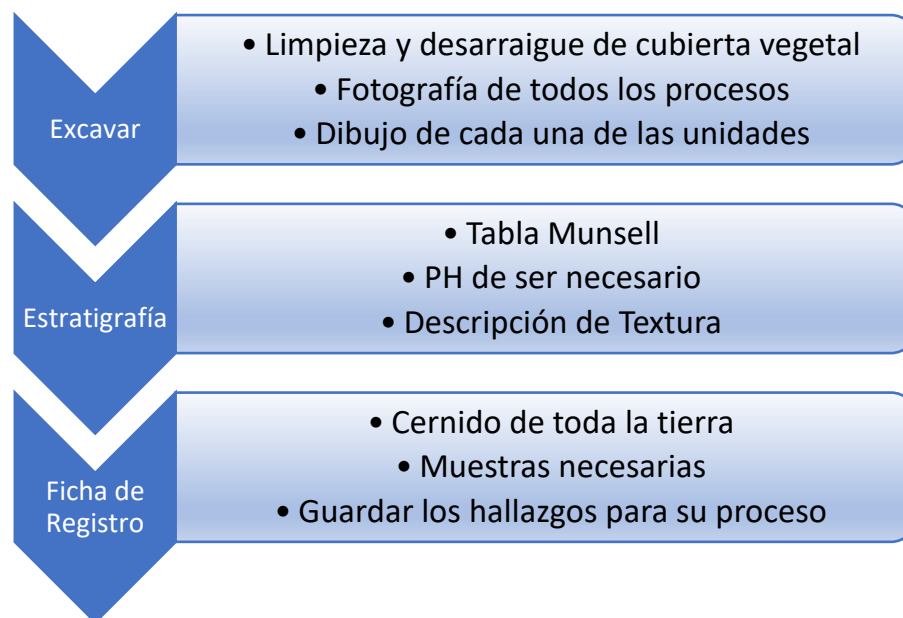 Excavar
• Limpieza y desarraigue de cubierta vegetal
• Fotografía de todos los procesos
• Dibujo de cada una de las unidades
Estratigrafía
• Tabla Munsell
• PH de ser necesario
• Descripción de Textura
Ficha de
Registro
• Cernido de toda la tierra
• Muestras necesarias
• Guardar los hallazgos para su proceso